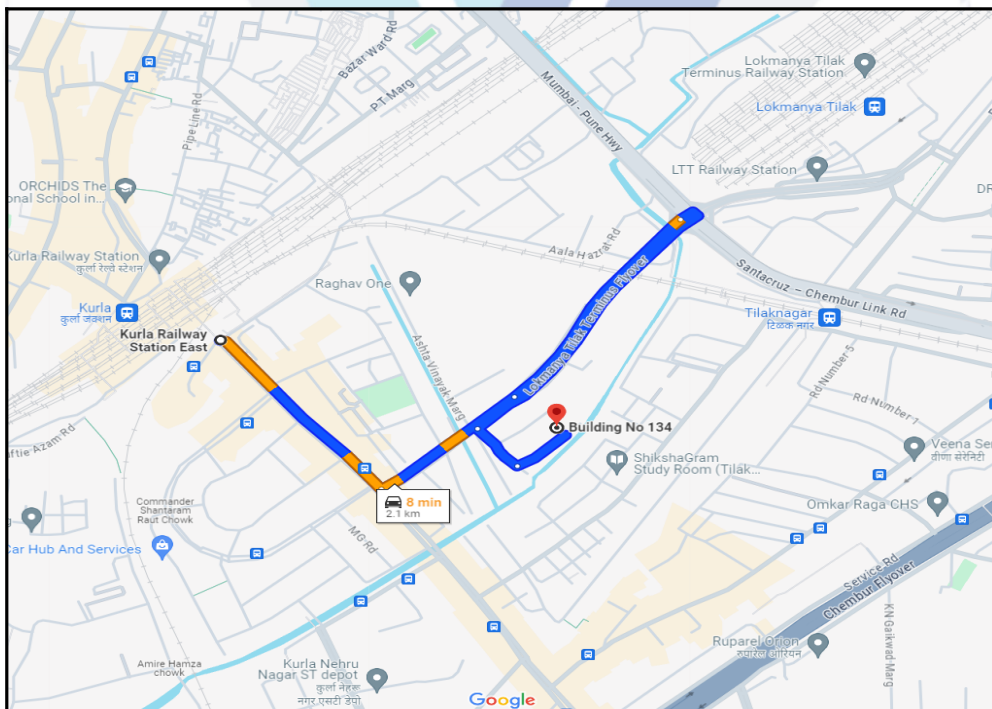 Bazar Ward Rd
Pipe Line Rd
P.T Marg
Mumbai - Pune Hwy
Lokmanya Tilak
Terminus Railway Station
Lokmanya Tilak
LTT Railway Station
DR
ORCHIDS The
onal School in...
Kurla Railway Station
कुर्ला रेल्वे स्टेशन
Aala Hazrat Rd
Raghav One
Santacruz – Chembur Link Rd
Kurla
कुर्ला जंक्शन
Kurla Railway
Station East
Tilaknagar
टिळक नगर
Lokmanya Tilak Terminus Flyover
Ashta Vinayak Marg
Rd Number 5
Rd Number 1
Building No 134
ftie Azam Rd
ShikshaGram
Study Room (Tilak...
Veena Ser
वीणा सेरेनिटी
8 min
2.1 km
Commander
Shantaram
Raut Chowk
Omkar Raga CHS
MG Rd
Car Hub And Services
Service Rd
Chembur Flyover
KN Gaikwad Marg
Ruparel Orion
रुपारेल ओरियन
Amire Hamza
chowk
Kurla Nehru
Nagar ST depot
कुर्ला नेहरू
नगर एसटी डेपो
Google